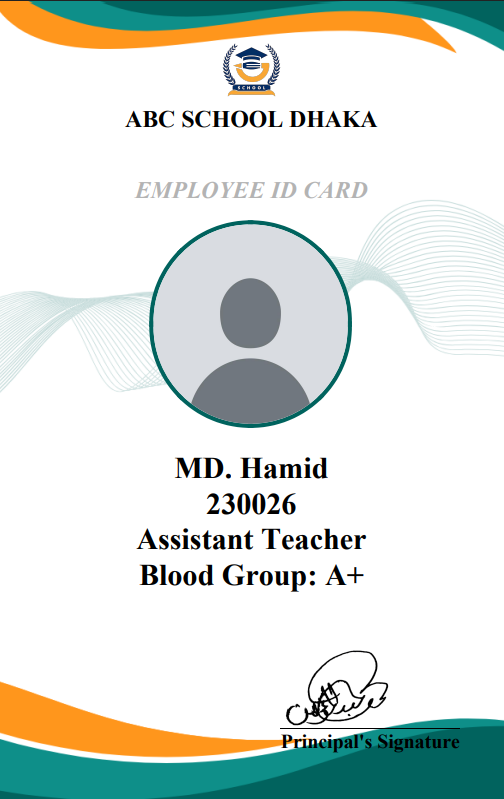 SCHOOL
ABC SCHOOL DHAKA
EMPLOYEE ID CARD
MD. Hamid
230026
Assistant Teacher
Blood Group: A+
Principal's Signature